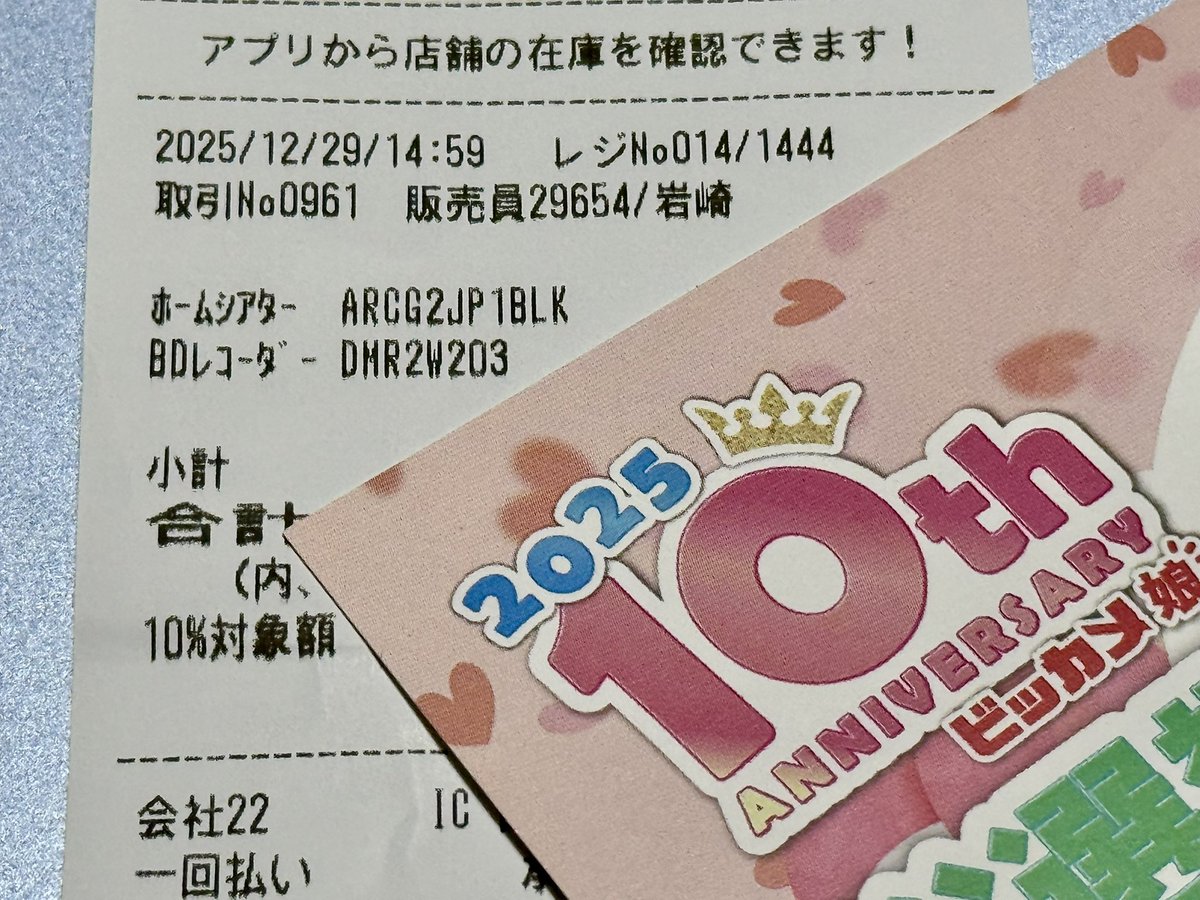 アプリから店舗の在庫を確認できます！
2025/12/29/14:59 レジNo014/1444
取引No0961 販売員29654/岩崎
ﾎｰﾑｼｱﾀｰ ARCG2JP1BLK
BDﾚｺｰﾀﾞｰ DMR2W203
小計
合計
(内、
10%対象額
会社22 IC
一回払い
2025
10th
ANNIVERSARY
ビッカメ娘